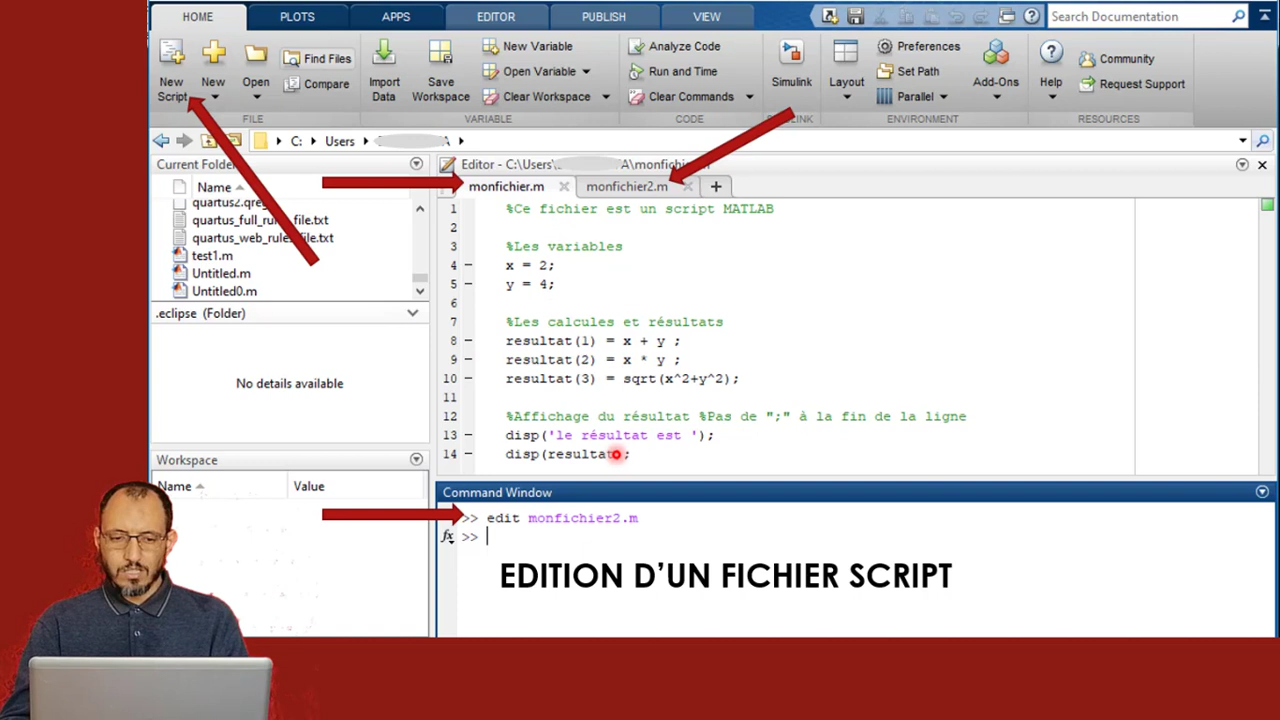 HOME
PLOTS
APPS
EDITOR
PUBLISH
VIEW
Search Documentation
New Script
New
Open
Find Files
Compare
FILE
Import Data
Save Workspace
New Variable
Open Variable
Clear Workspace
VARIABLE
Analyze Code
Run and Time
Clear Commands
CODE
Simulink
Layout
Preferences
Set Path
Parallel
Add-Ons
ENVIRONMENT
Help
Community
Request Support
RESOURCES
C:
Users
A
Current Folder
Name
quartus_full_rules_file.txt
quartus_web_rules_file.txt
test1.m
Untitled.m
Untitled0.m
.eclipse (Folder)
No details available
Workspace
Name
Value
Editor - C:\Users\ A\monfichier.m
monfichier.m
monfichier2.m
+
1 %Ce fichier est un script MATLAB
2
3 %Les variables
4 – x = 2;
5 – y = 4;
6
7 %Les calcules et résultats
8 – resultat(1) = x + y ;
9 – resultat(2) = x * y ;
10 – resultat(3) = sqrt(x^2+y^2);
11
12 %Affichage du résultat %Pas de ";" à la fin de la ligne
13 – disp('le résultat est ');
14 – disp(resultat);
Command Window
>> edit monfichier2.m
fx >>
EDITION D'UN FICHIER SCRIPT